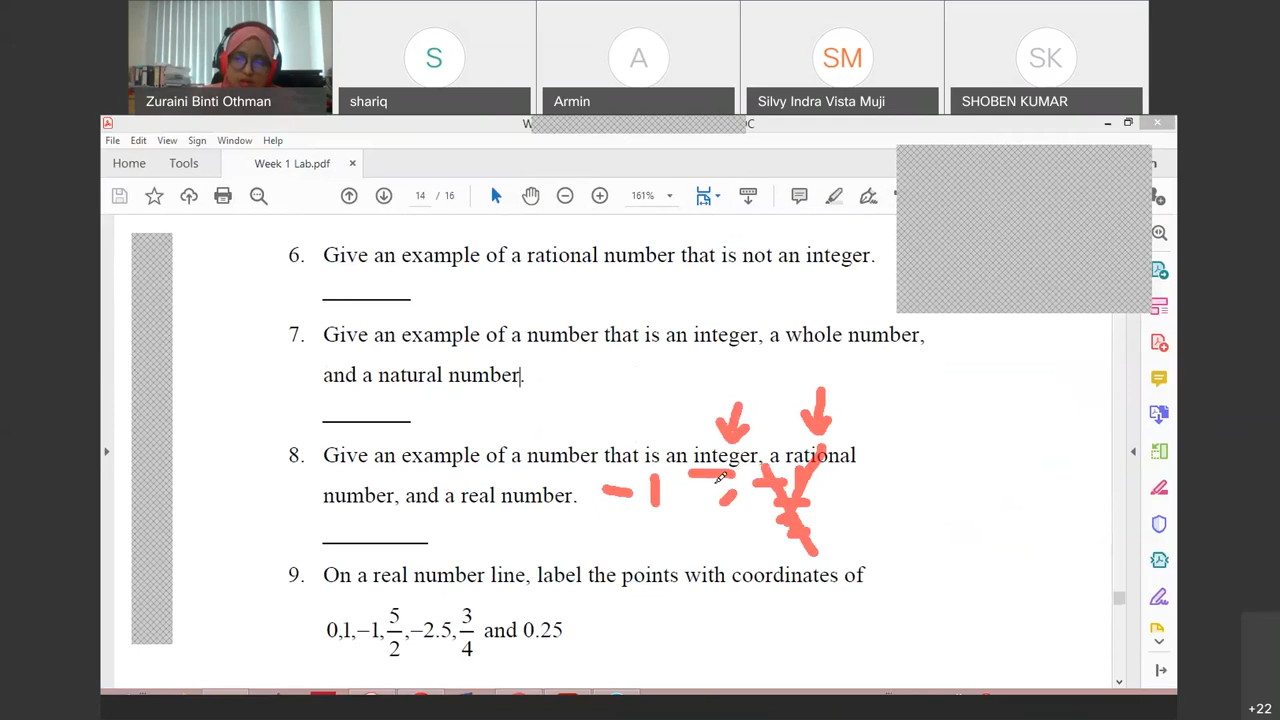 S
A
SM
SK
Zuraini Binti Othman
shariq
Armin
Silvy Indra Vista Muji
SHOBEN KUMAR
File Edit View Sign Window Help
Home Tools Week 1 Lab.pdf
14 / 16
161%
6. Give an example of a rational number that is not an integer.
7. Give an example of a number that is an integer, a whole number,
and a natural number.
8. Give an example of a number that is an integer, a rational
number, and a real number. -1
9. On a real number line, label the points with coordinates of
0,1,−1,5/2,−2.5,3/4 and 0.25
+22